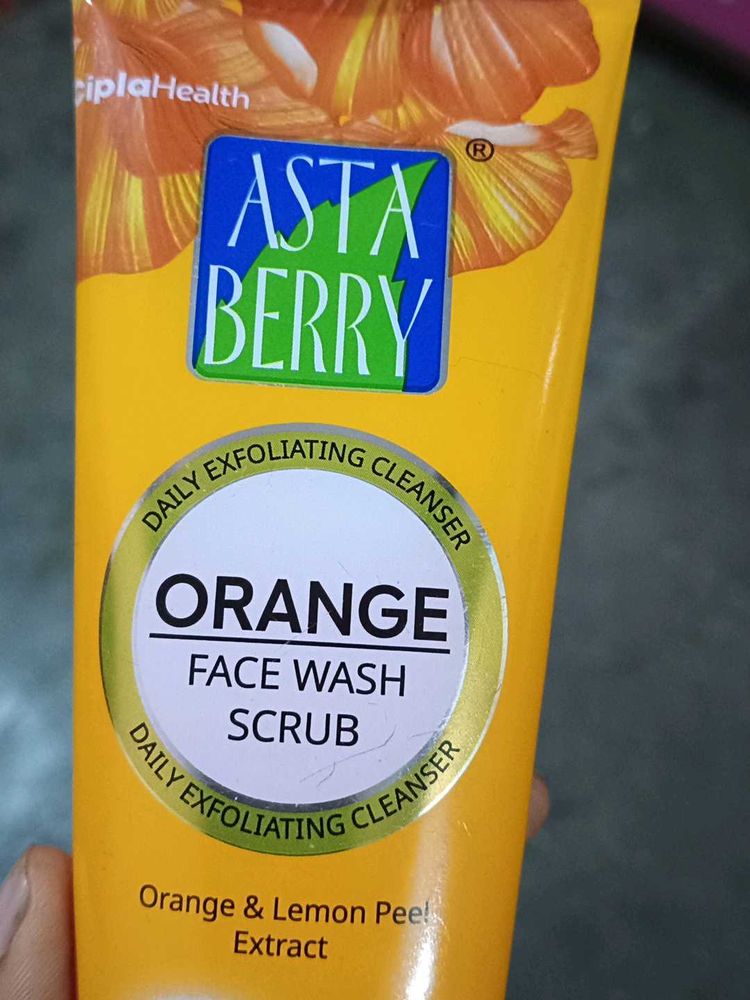 ciplaHealth
ASTA
BERRY
®
DAILY EXFOLIATING CLEANSER
ORANGE
FACE WASH
SCRUB
DAILY EXFOLIATING CLEANSER
Orange & Lemon Peel
Extract